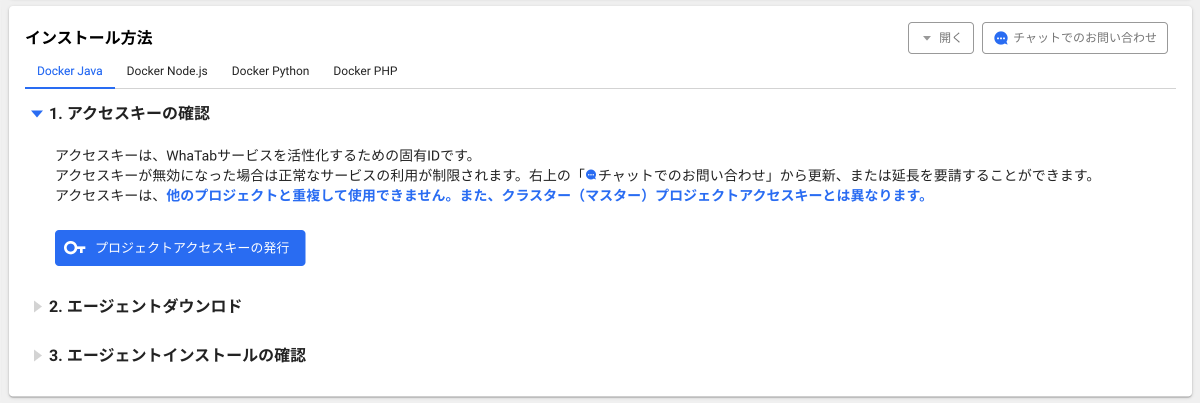 インストール方法
開く
チャットでのお問い合わせ
Docker Java
Docker Node.js
Docker Python
Docker PHP
1. アクセスキーの確認
アクセスキーは、WhaTabサービスを活性化するための固有IDです。
アクセスキーが無効になった場合は正常なサービスの利用が制限されます。右上の「チャットでのお問い合わせ」から更新、または延長を要請することができます。
アクセスキーは、他のプロジェクトと重複して使用できません。また、クラスター（マスター）プロジェクトアクセスキーとは異なります。
プロジェクトアクセスキーの発行
2. エージェントダウンロド
3. エージェントインストールの確認